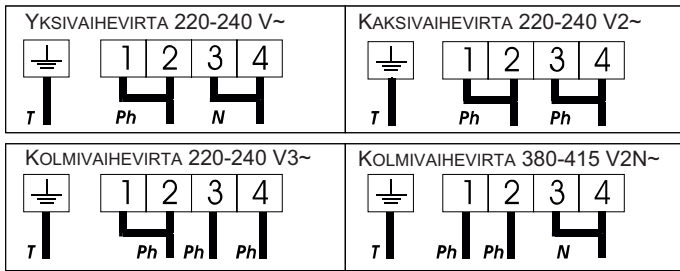 YKSIVAIHEVIRTA 220-240 V~
1 2 3 4
T Ph N
KAKSIVAIHEVIRTA 220-240 V2~
1 2 3 4
T Ph Ph
KOLMIVAIHEVIRTA 220-240 V3~
1 2 3 4
T Ph Ph Ph
KOLMIVAIHEVIRTA 380-415 V2N~
1 2 3 4
T Ph Ph N